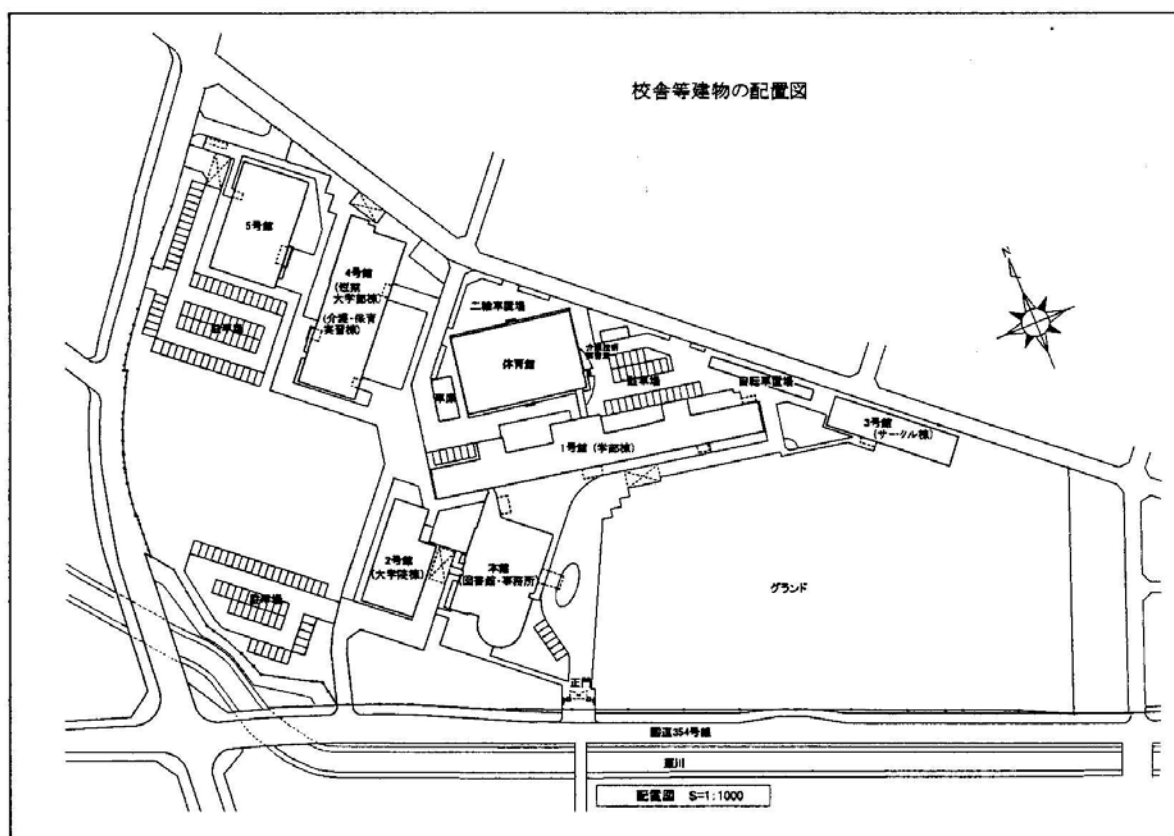 校舎等建物の配置図
N
5号館
4号館
(短期
大学部棟)
(介護・保育
実習棟)
駐車場
二輪車置場
体育館
車庫
駐車場
自転車置場
3号館
(サークル棟)
1号館(学部棟)
2号館
(大学院棟)
本館
(図書館・事務所)
グランド
駐車場
正門
国道354号線
配置図 S=1:1000